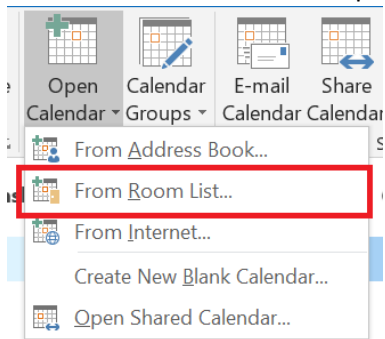 Open Calendar E-mail Share
Calendar Groups Calendar Calendar
From Address Book...
From Room List...
From Internet...
Create New Blank Calendar...
Open Shared Calendar...